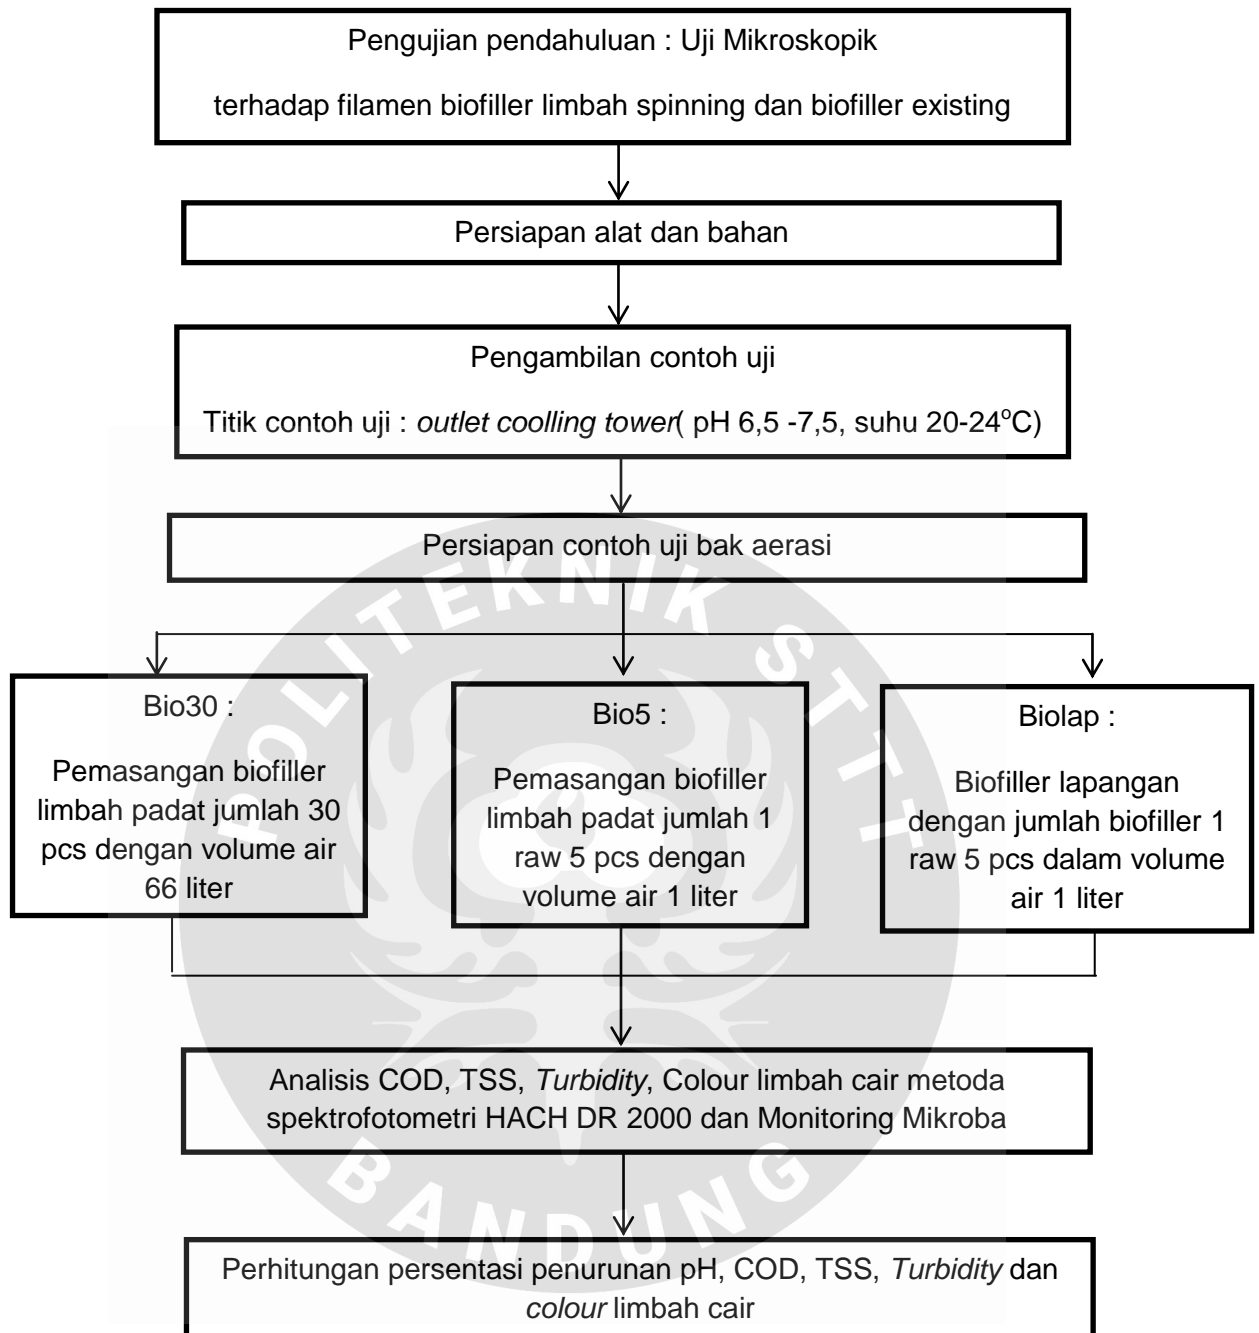 Pengujian pendahuluan : Uji Mikroskopik
terhadap filamen biofiller limbah spinning dan biofiller existing
Persiapan alat dan bahan
Pengambilan contoh uji
Titik contoh uji : outlet coolling tower( pH 6,5 -7,5, suhu 20-24°C)
Persiapan contoh uji bak aerasi
Bio30 :
Pemasangan biofiller
limbah padat jumlah 30
pcs dengan volume air
66 liter
Bio5 :
Pemasangan biofiller
limbah padat jumlah 1
raw 5 pcs dengan
volume air 1 liter
Biolap :
Biofiller lapangan
dengan jumlah biofiller 1
raw 5 pcs dalam volume
air 1 liter
Analisis COD, TSS, Turbidity, Colour limbah cair metoda
spektrofotometri HACH DR 2000 dan Monitoring Mikroba
Perhitungan persentasi penurunan pH, COD, TSS, Turbidity dan
colour limbah cair
POLITEKNIK STTT
BANDUNG